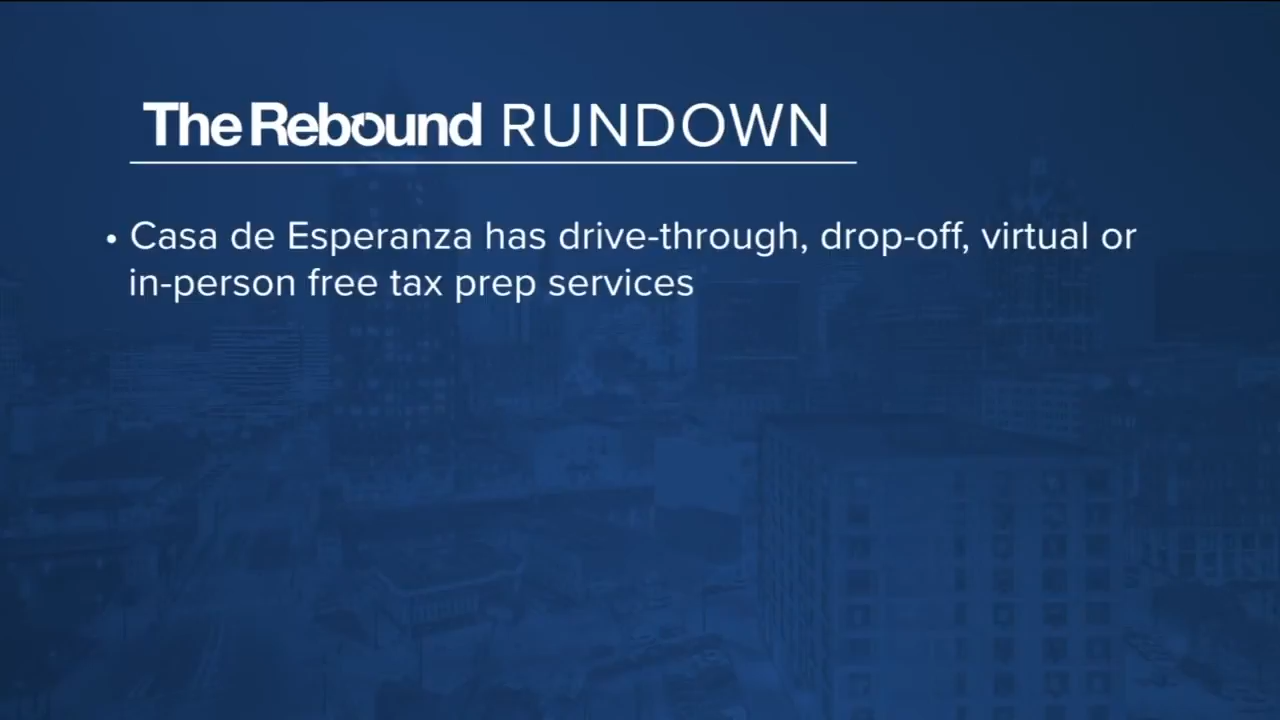 The Rebound RUNDOWN
• Casa de Esperanza has drive-through, drop-off, virtual or
in-person free tax prep services